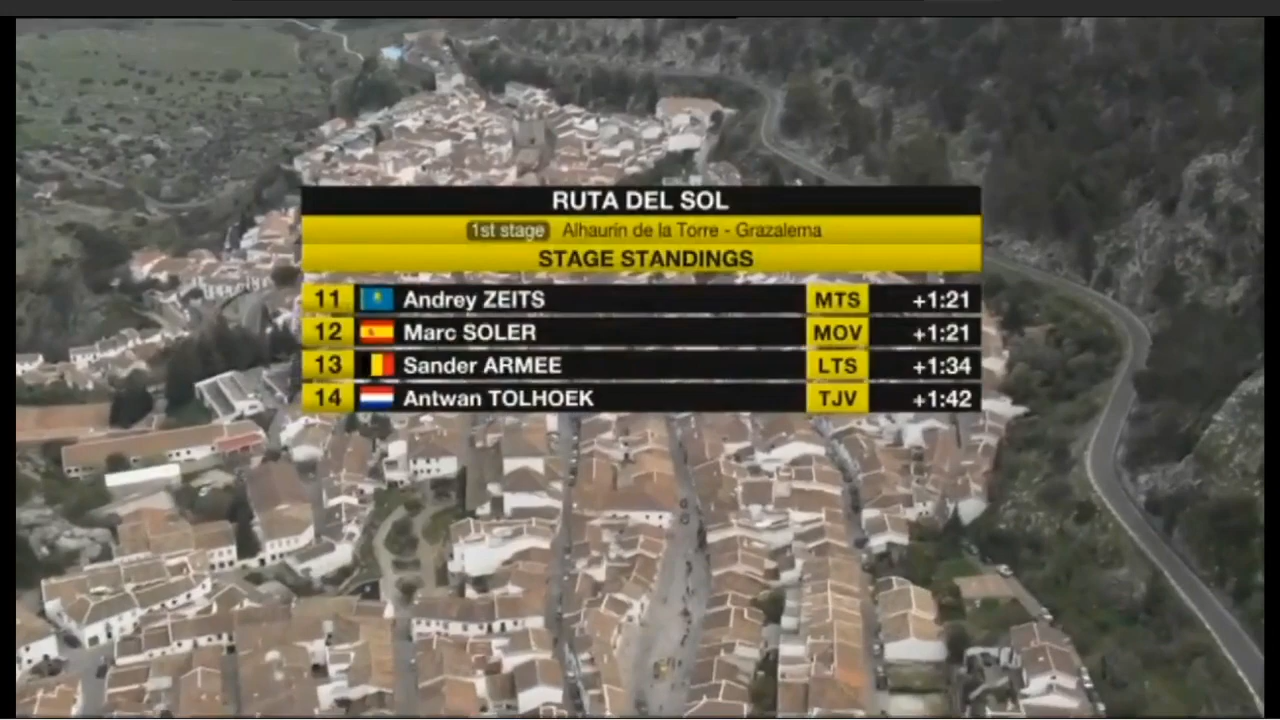 RUTA DEL SOL
1st stage Alhaurín de la Torre - Grazalema
STAGE STANDINGS
11 Andrey ZEITS MTS +1:21
12 Marc SOLER MOV +1:21
13 Sander ARMEE LTS +1:34
14 Antwan TOLHOEK TJV +1:42